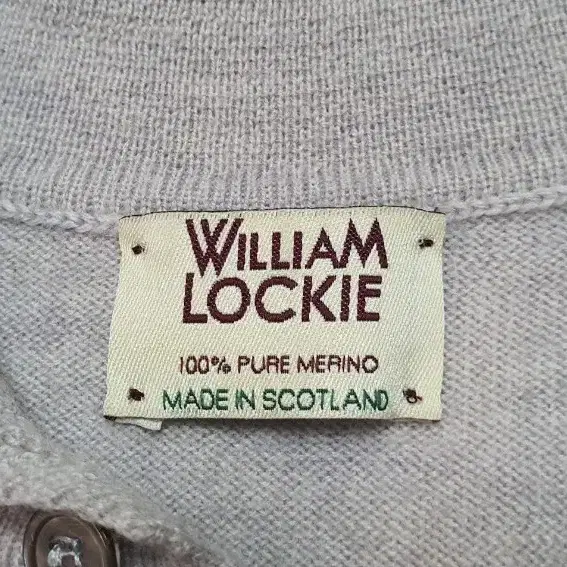 WILLIAM
LOCKIE
100% PURE MERINO
MADE IN SCOTLAND